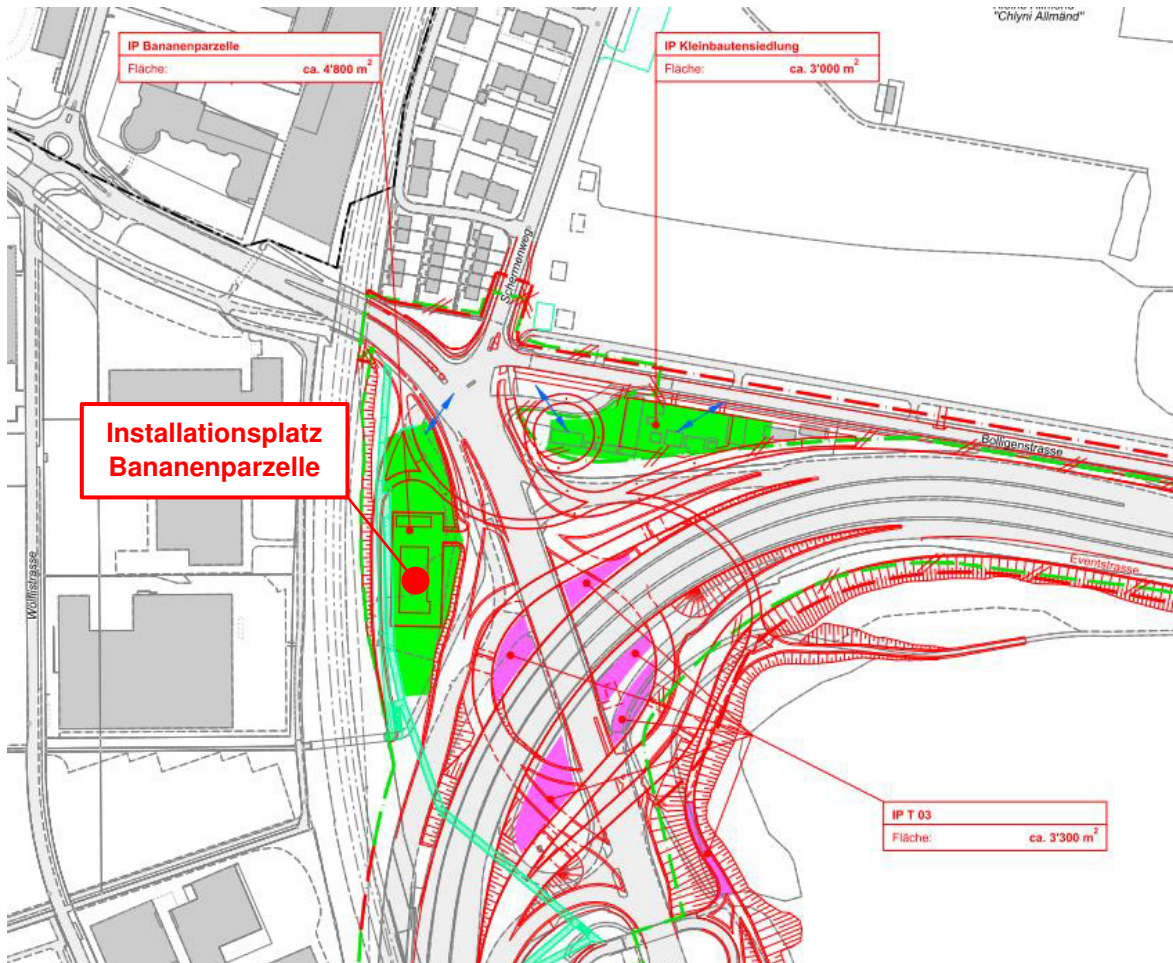 "Chlyni Allmänd"
IP Bananenparzelle
Fläche: ca. 4'800 m²
IP Kleinbautensiedlung
Fläche: ca. 3'000 m²
Schermenweg
Installationsplatz
Bananenparzelle
Bolligenstrasse
Eventstrasse
Wölflistrasse
IP T 03
Fläche: ca. 3'300 m²